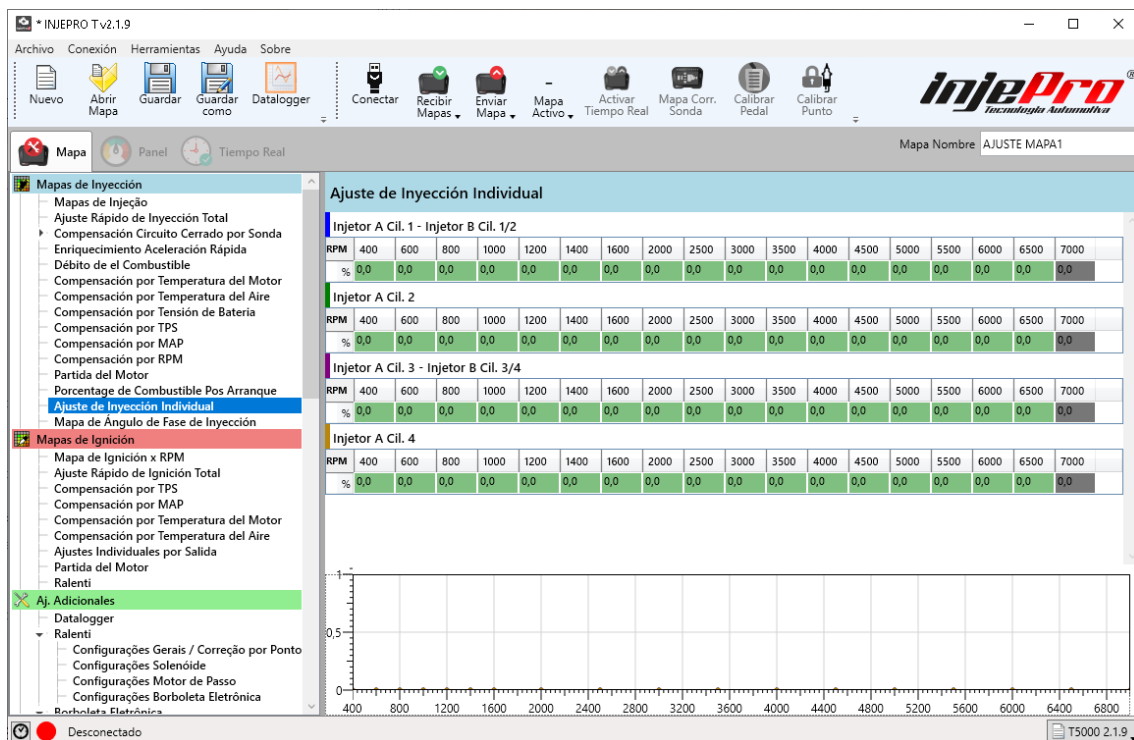 * INJEPRO T v2.1.9
Archivo Conexión Herramientas Ayuda Sobre
Nuevo Abrir Mapa Guardar Guardar como Datalogger Conectar Recibir Mapas Enviar Mapa - Mapa Activo Activar Tiempo Real Mapa Corr. Sonda Calibrar Pedal Calibrar Punto
injePro ®
Tecnología Automotiva
Mapa Panel Tiempo Real
Mapa Nombre AJUSTE MAPA1
Mapas de Inyección
Mapas de Injeção
Ajuste Rápido de Inyección Total
Compensación Circuito Cerrado por Sonda
Enriquecimiento Aceleración Rápida
Débito de el Combustible
Compensación por Temperatura del Motor
Compensación por Temperatura del Aire
Compensación por Tensión de Bateria
Compensación por TPS
Compensación por MAP
Compensación por RPM
Partida del Motor
Porcentage de Combustible Pos Arranque
Ajuste de Inyección Individual
Mapa de Ángulo de Fase de Inyección
Mapas de Ignición
Mapa de Ignición x RPM
Ajuste Rápido de Ignición Total
Compensación por TPS
Compensación por MAP
Compensación por Temperatura del Motor
Compensación por Temperatura del Aire
Ajustes Individuales por Salida
Partida del Motor
Ralenti
Aj. Adicionales
Datalogger
Ralenti
Configurações Gerais / Correção por Ponto
Configurações Solenóide
Configurações Motor de Passo
Configurações Borboleta Eletrônica
Borboleta Eletrônica
Ajuste de Inyección Individual
Injetor A Cil. 1 - Injetor B Cil. 1/2
RPM 400 600 800 1000 1200 1400 1600 2000 2500 3000 3500 4000 4500 5000 5500 6000 6500 7000
% 0,0 0,0 0,0 0,0 0,0 0,0 0,0 0,0 0,0 0,0 0,0 0,0 0,0 0,0 0,0 0,0 0,0 0,0
Injetor A Cil. 2
RPM 400 600 800 1000 1200 1400 1600 2000 2500 3000 3500 4000 4500 5000 5500 6000 6500 7000
% 0,0 0,0 0,0 0,0 0,0 0,0 0,0 0,0 0,0 0,0 0,0 0,0 0,0 0,0 0,0 0,0 0,0 0,0
Injetor A Cil. 3 - Injetor B Cil. 3/4
RPM 400 600 800 1000 1200 1400 1600 2000 2500 3000 3500 4000 4500 5000 5500 6000 6500 7000
% 0,0 0,0 0,0 0,0 0,0 0,0 0,0 0,0 0,0 0,0 0,0 0,0 0,0 0,0 0,0 0,0 0,0 0,0
Injetor A Cil. 4
RPM 400 600 800 1000 1200 1400 1600 2000 2500 3000 3500 4000 4500 5000 5500 6000 6500 7000
% 0,0 0,0 0,0 0,0 0,0 0,0 0,0 0,0 0,0 0,0 0,0 0,0 0,0 0,0 0,0 0,0 0,0 0,0
1
0,5
0
400 800 1200 1600 2000 2400 2800 3200 3600 4000 4400 4800 5200 5600 6000 6400 6800
Desconectado
T5000 2.1.9